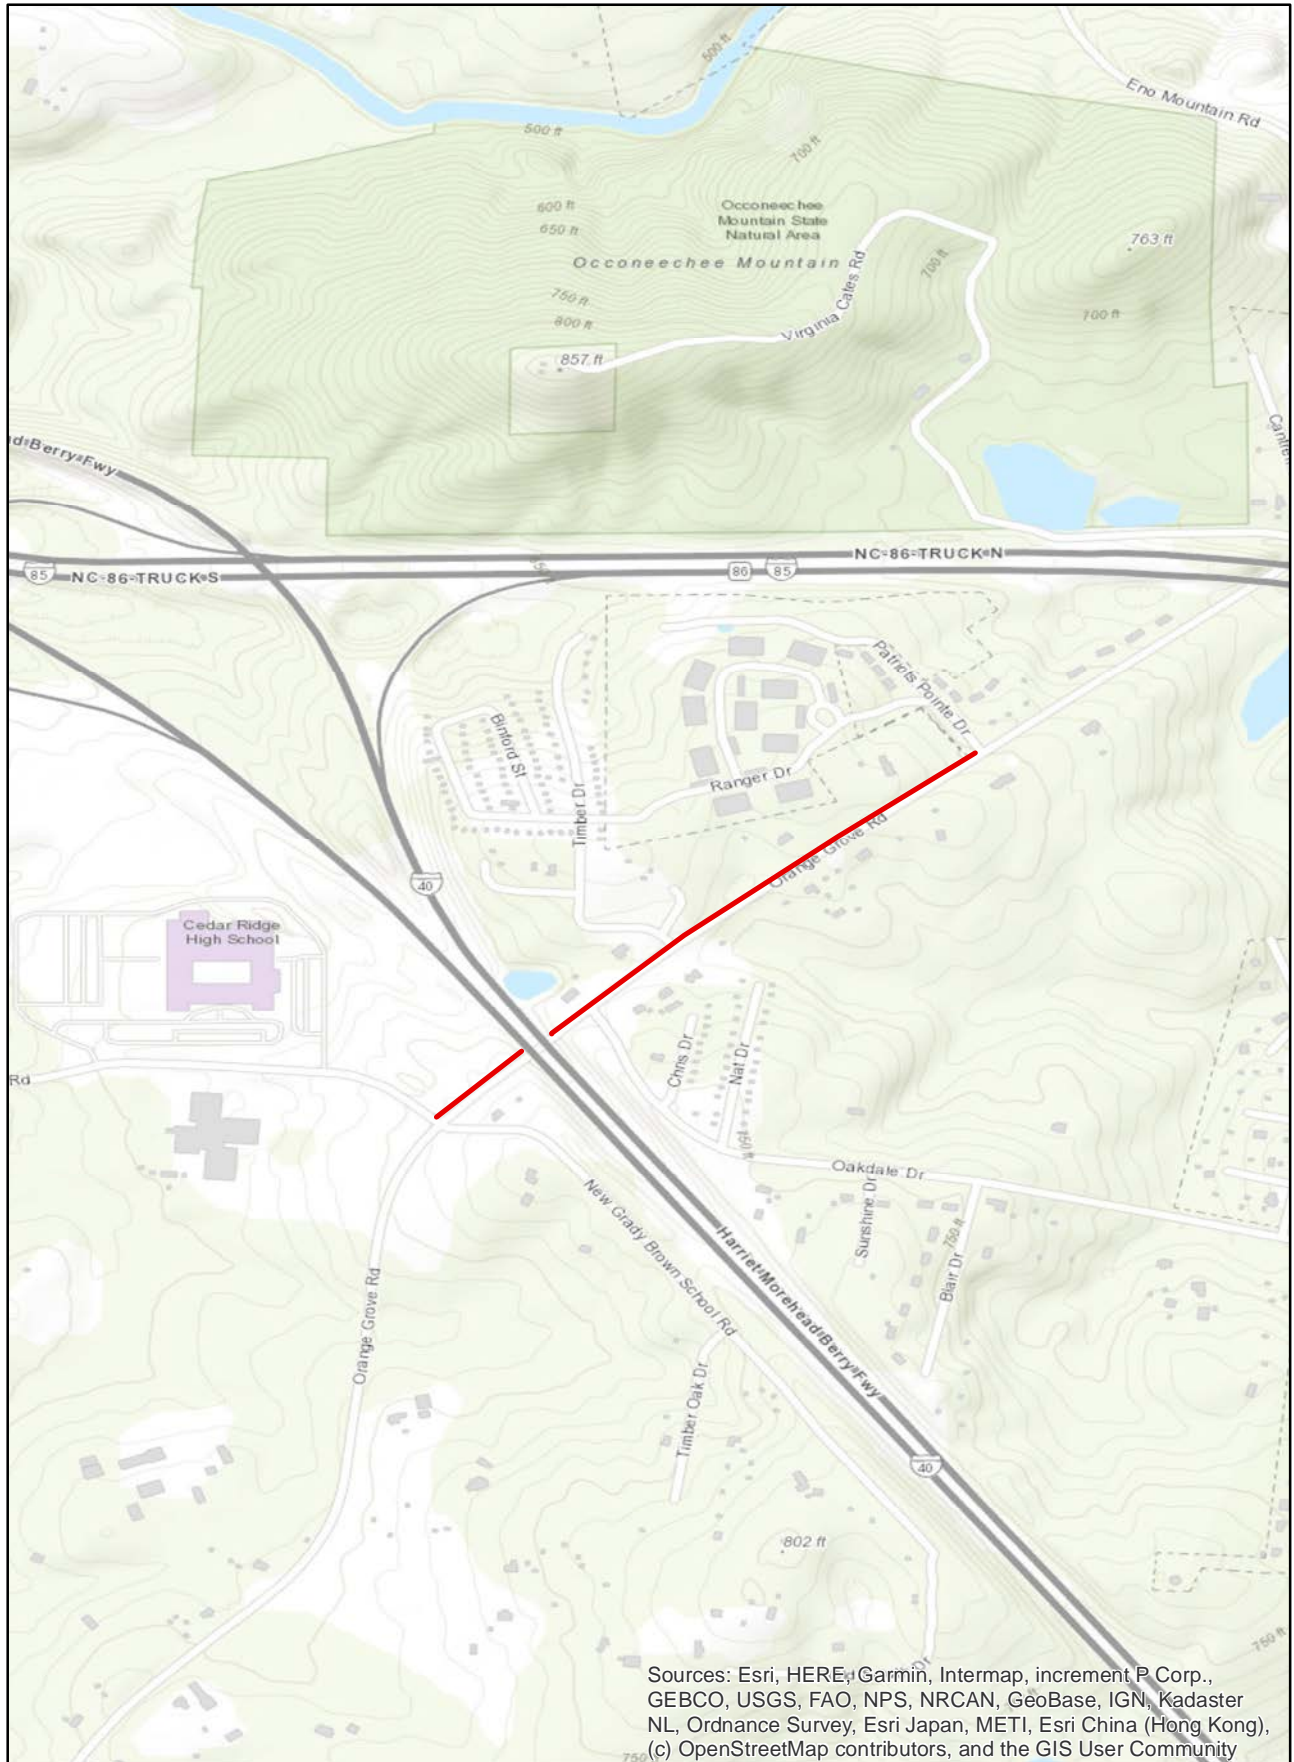 500 ft
Eno Mountain Rd
500 ft
700 ft
600 ft
Occoneechee
Mountain State
Natural Area
650 ft
763 ft
Occoneechee Mountain
700 ft
Virginia Cates Rd
750 ft
800 ft
700 ft
857 ft
d-Berry-Fwy
NC-86-TRUCK N
85
NC-86-TRUCK-S
86
85
Patriots Pointe Dr
Binford St
Ranger Dr
Timber Dr
Orange Grove Rd
40
Cedar Ridge
High School
Chris Dr
Nat Dr
Rd
Oakdale Dr
Sunshine Dr
750 ft
Blair Dr
New Grady Brown School Rd
Harriet-Morehead-Berry-Fwy
Orange Grove Rd
Timber Oak Dr
40
802 ft
750 ft
Dr
Sources: Esri, HERE, Garmin, Intermap, increment P Corp.,
GEBCO, USGS, FAO, NPS, NRCAN, GeoBase, IGN, Kadaster
NL, Ordnance Survey, Esri Japan, METI, Esri China (Hong Kong),
(c) OpenStreetMap contributors, and the GIS User Community
750